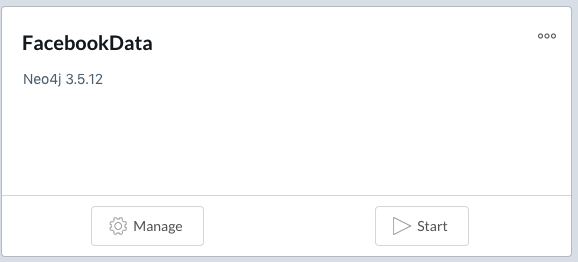 FacebookData
Neo4j 3.5.12
Manage
Start